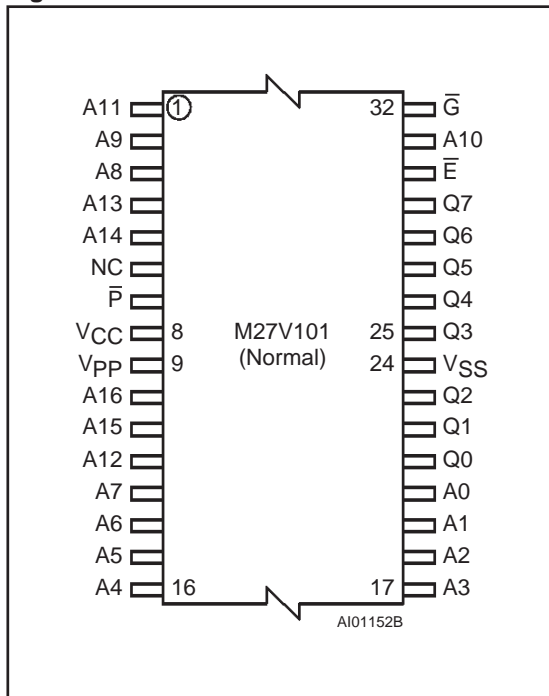 A11 1 32 G̅
A9 A10
A8 E̅
A13 Q7
A14 Q6
NC Q5
P̅ Q4
VCC 8 M27V101 25 Q3
VPP 9 (Normal) 24 VSS
A16 Q2
A15 Q1
A12 Q0
A7 A0
A6 A1
A5 A2
A4 16 17 A3
AI01152B